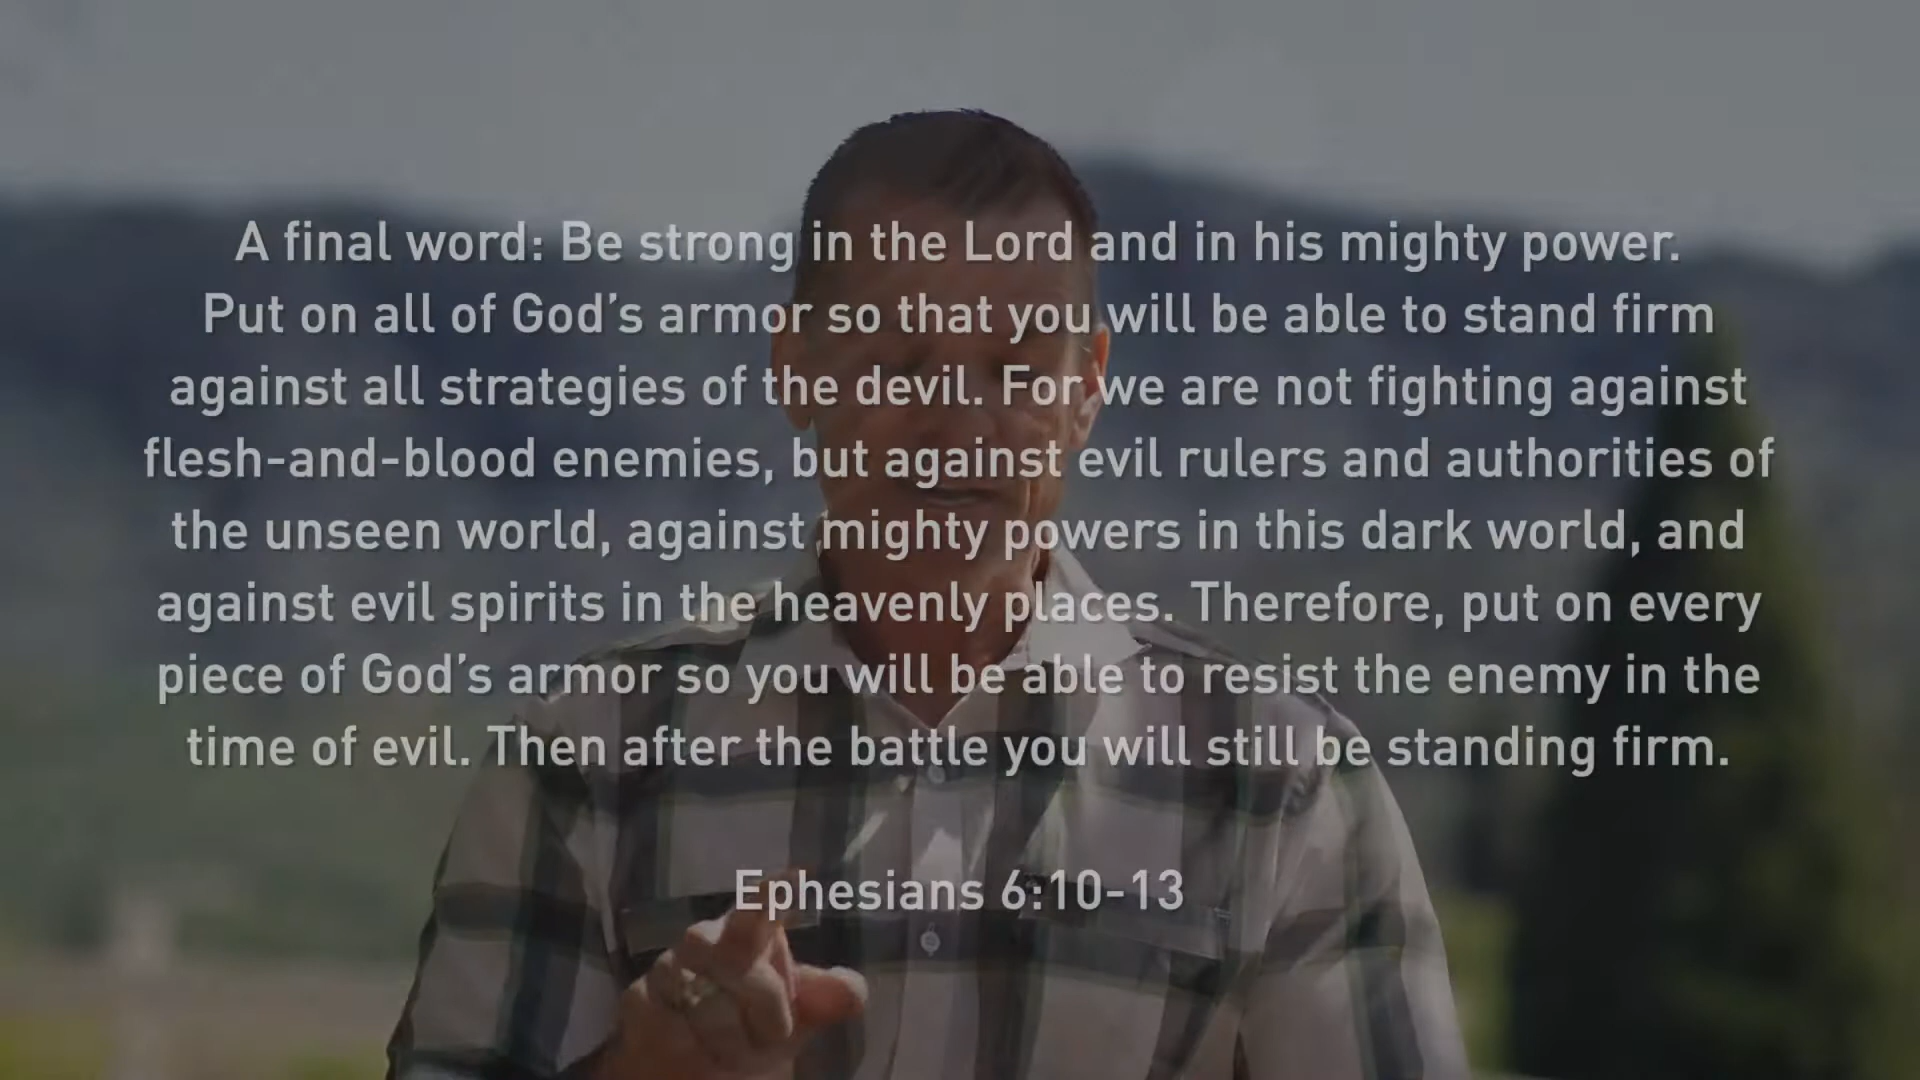 A final word: Be strong in the Lord and in his mighty power.
Put on all of God’s armor so that you will be able to stand firm
against all strategies of the devil. For we are not fighting against
flesh-and-blood enemies, but against evil rulers and authorities of
the unseen world, against mighty powers in this dark world, and
against evil spirits in the heavenly places. Therefore, put on every
piece of God’s armor so you will be able to resist the enemy in the
time of evil. Then after the battle you will still be standing firm.
Ephesians 6:10-13